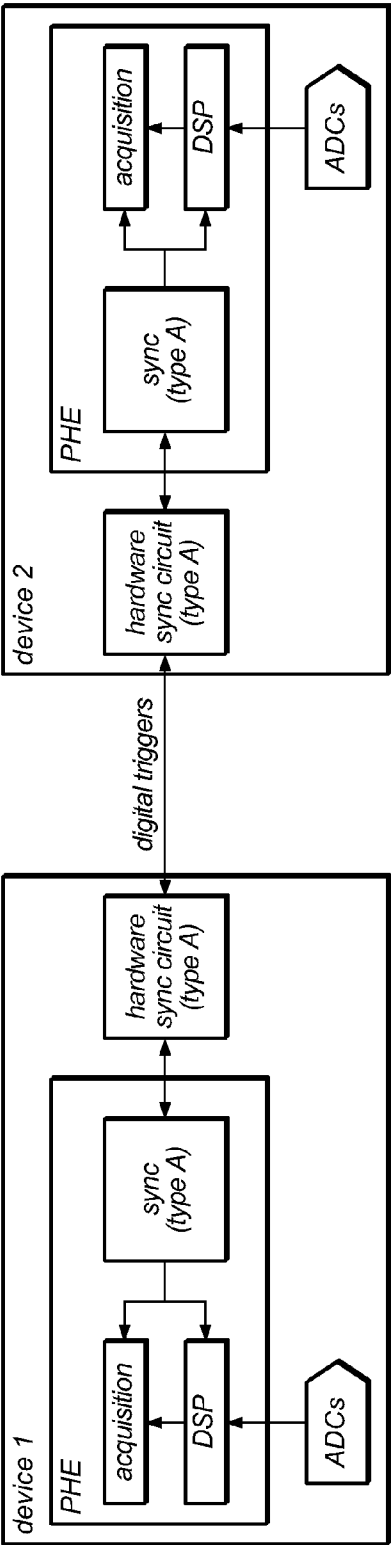 device 1
PHE
acquisition
DSP
ADCs
sync
(type A)
hardware
sync circuit
(type A)
digital triggers
device 2
hardware
sync circuit
(type A)
PHE
sync
(type A)
acquisition
DSP
ADCs